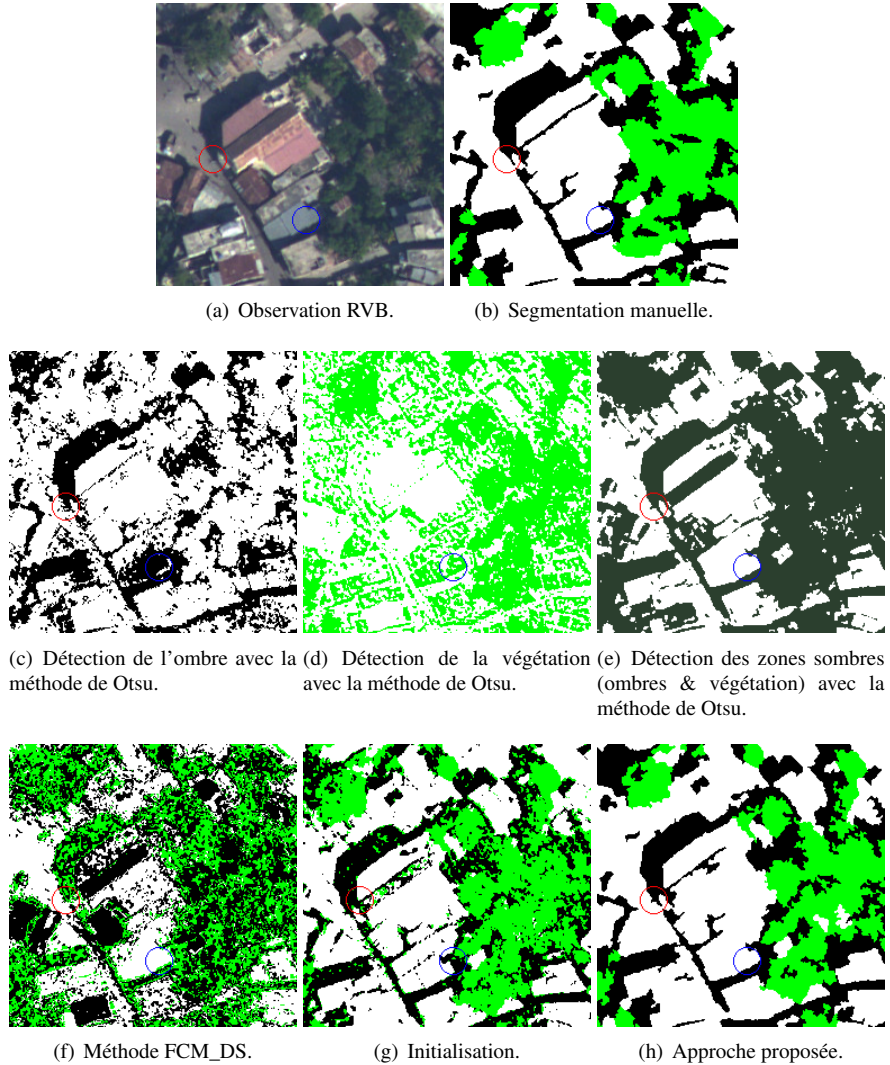 (a) Observation RVB.
(b) Segmentation manuelle.
(c) Détection de l'ombre avec la
méthode de Otsu.
(d) Détection de la végétation
avec la méthode de Otsu.
(e) Détection des zones sombres
(ombres & végétation) avec la
méthode de Otsu.
(f) Méthode FCM_DS.
(g) Initialisation.
(h) Approche proposée.